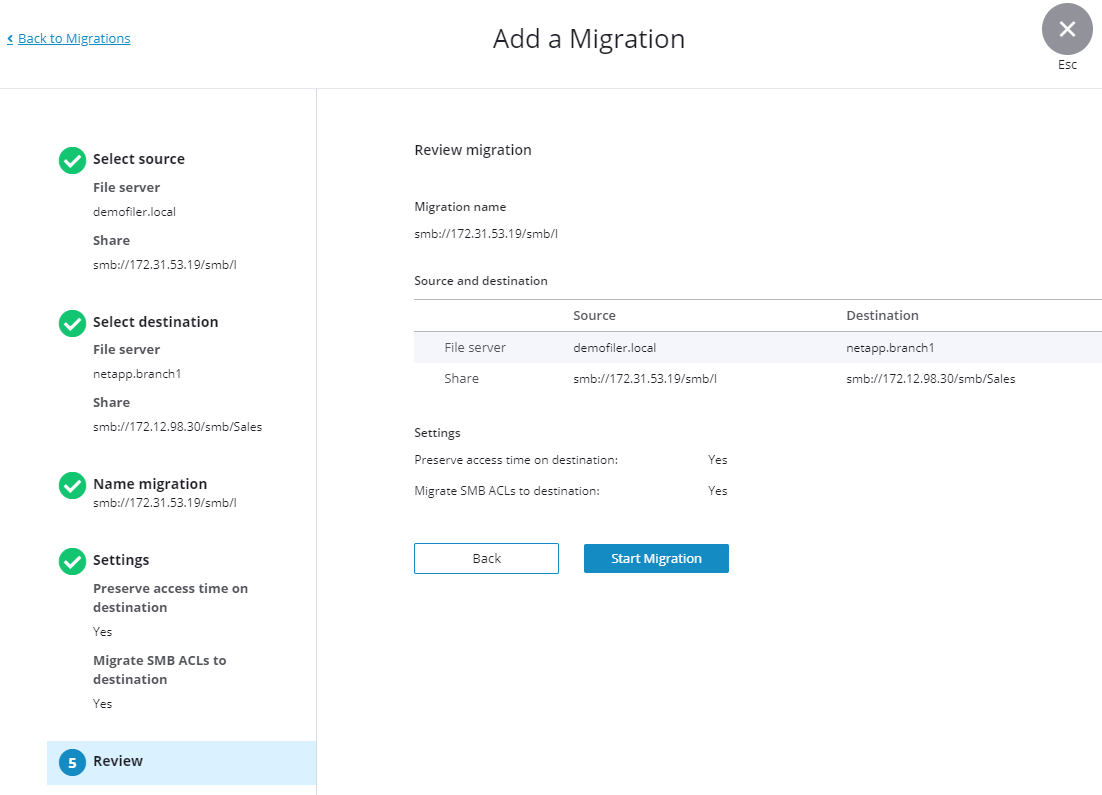 Back to Migrations
Add a Migration
Esc
Select source
File server
demofiler.local
Share
smb://172.31.53.19/smb/I
Select destination
File server
netapp.branch1
Share
smb://172.12.98.30/smb/Sales
Name migration
smb://172.31.53.19/smb/I
Settings
Preserve access time on
destination
Yes
Migrate SMB ACLs to
destination
Yes
5 Review
Review migration
Migration name
smb://172.31.53.19/smb/I
Source and destination
Source Destination
File server demofiler.local netapp.branch1
Share smb://172.31.53.19/smb/I smb://172.12.98.30/smb/Sales
Settings
Preserve access time on destination: Yes
Migrate SMB ACLs to destination: Yes
Back Start Migration